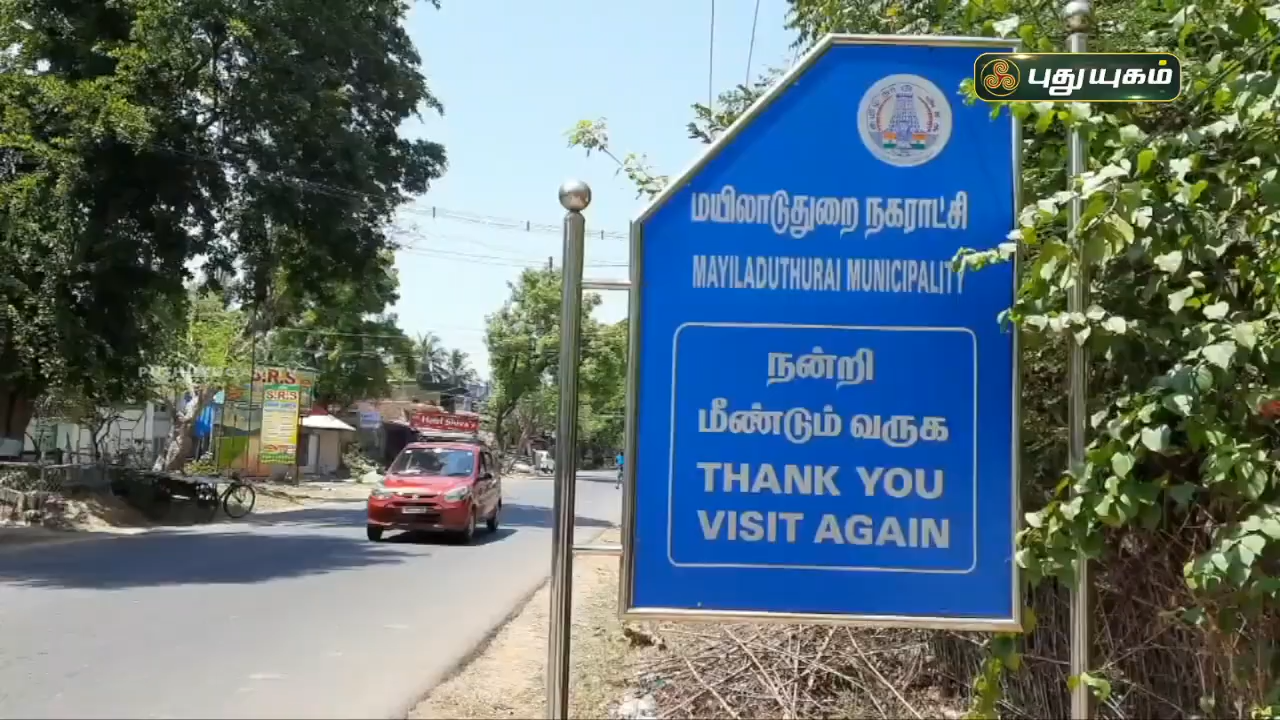 புதுயுகம்
மயிலாடுதுறை நகராட்சி
MAYILADUTHURAI MUNICIPALITY
நன்றி
மீண்டும் வருக
THANK YOU
VISIT AGAIN
S.R.S
S.R.S